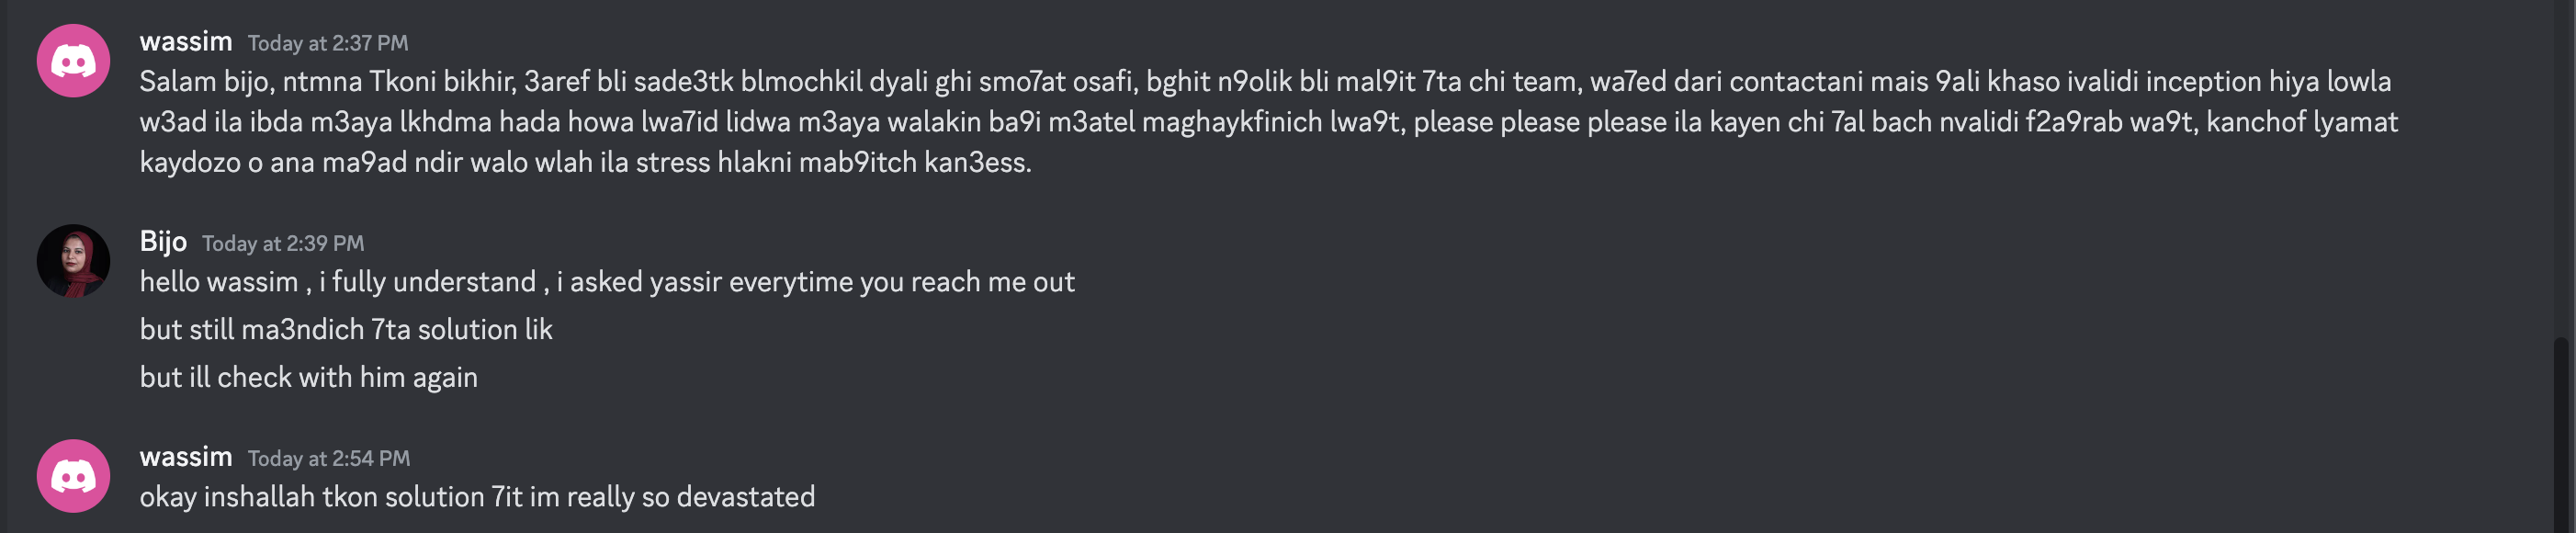 wassim Today at 2:37 PM
Salam bijo, ntmna Tkoni bikhir, 3aref bli sade3tk blmochkil dyali ghi smo7at osafi, bghit n9olik bli mal9it 7ta chi team, wa7ed dari contactani mais 9ali khaso ivalidi inception hiya lowla
w3ad ila ibda m3aya lkhdma hada howa lwa7id lidwa m3aya walakin ba9i m3atel maghaykfinich lwa9t, please please please ila kayen chi 7al bach nvalidi f2a9rab wa9t, kanchof lyamat
kaydozo o ana ma9ad ndir walo wlah ila stress hlakni mab9itch kan3ess.
Bijo Today at 2:39 PM
hello wassim , i fully understand , i asked yassir everytime you reach me out
but still ma3ndich 7ta solution lik
but ill check with him again
wassim Today at 2:54 PM
okay inshallah tkon solution 7it im really so devastated